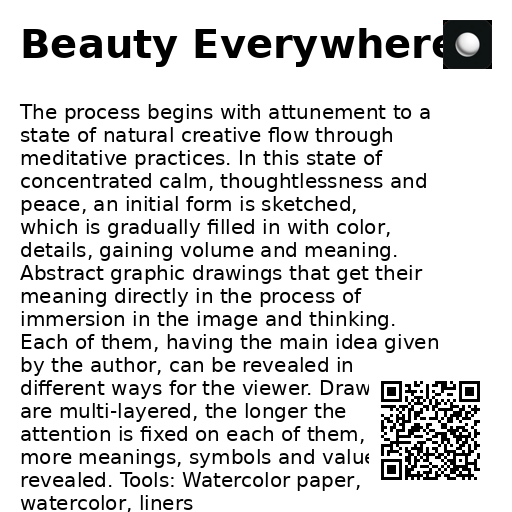 Beauty Everywhere
The process begins with attunement to a
state of natural creative flow through
meditative practices. In this state of
concentrated calm, thoughtlessness and
peace, an initial form is sketched,
which is gradually filled in with color,
details, gaining volume and meaning.
Abstract graphic drawings that get their
meaning directly in the process of
immersion in the image and thinking.
Each of them, having the main idea given
by the author, can be revealed in
different ways for the viewer. Draw
are multi-layered, the longer the
attention is fixed on each of them,
more meanings, symbols and value
revealed. Tools: Watercolor paper,
watercolor, liners